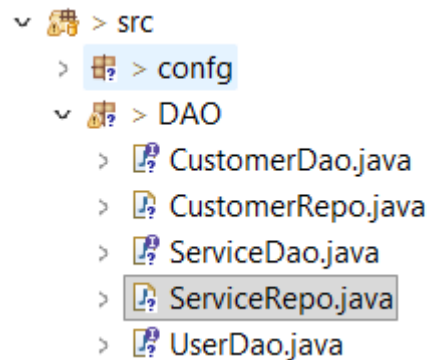 > src
> confg
> DAO
CustomerDao.java
CustomerRepo.java
ServiceDao.java
ServiceRepo.java
UserDao.java